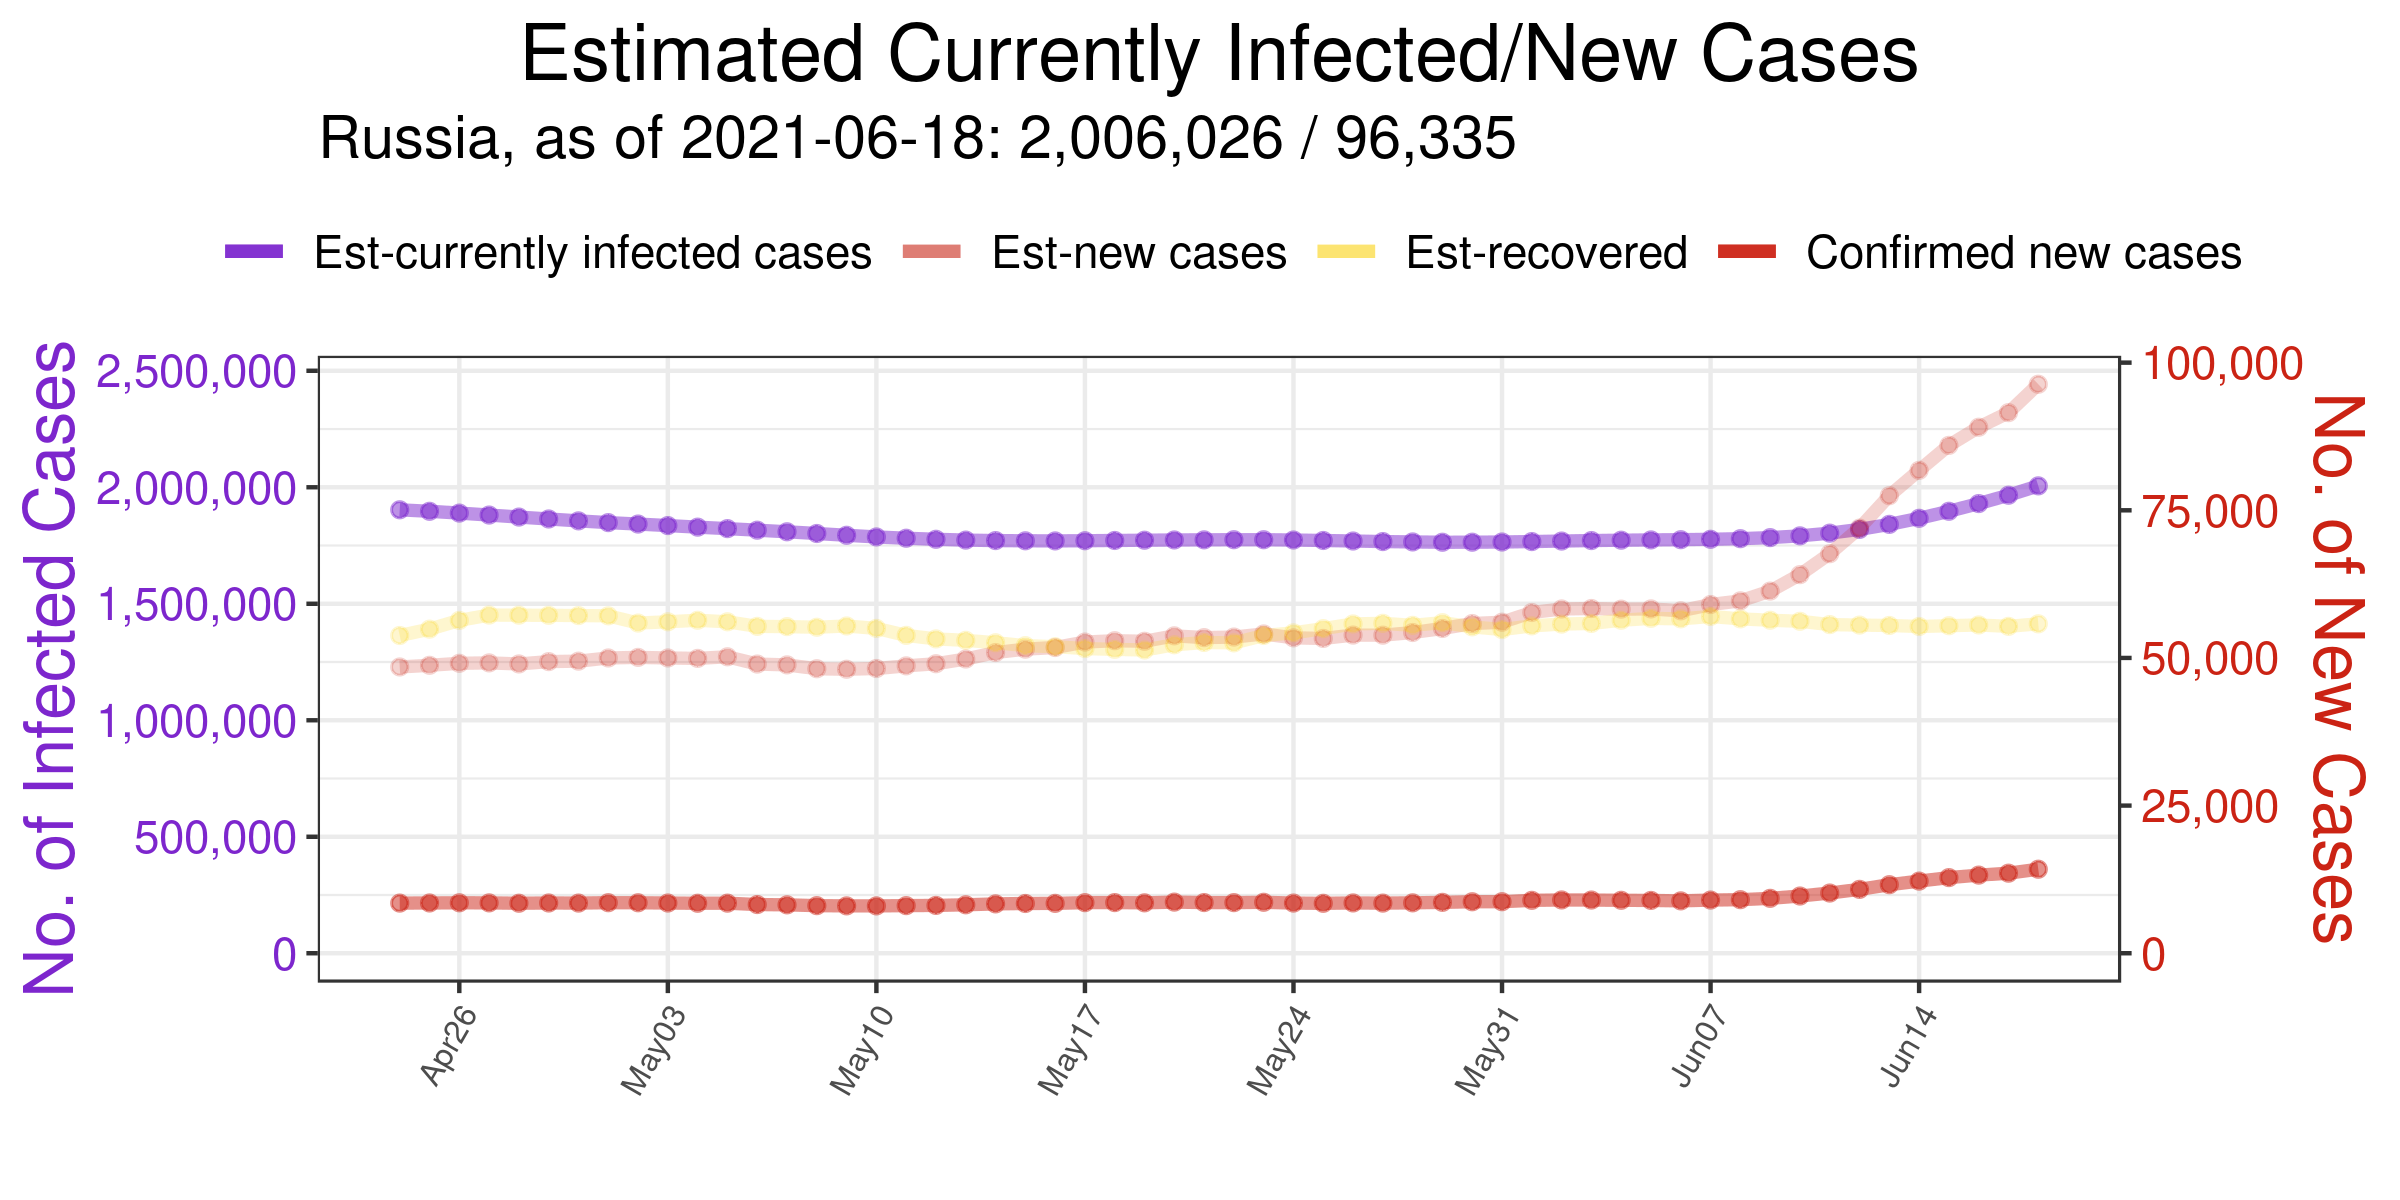 Estimated Currently Infected/New Cases
Russia, as of 2021-06-18: 2,006,026 / 96,335
Est-currently infected cases Est-new cases Est-recovered Confirmed new cases
No. of Infected Cases
2,500,000
2,000,000
1,500,000
1,000,000
500,000
0
100,000
75,000
50,000
25,000
0
No. of New Cases
Apr26 May03 May10 May17 May24 May31 Jun07 Jun14